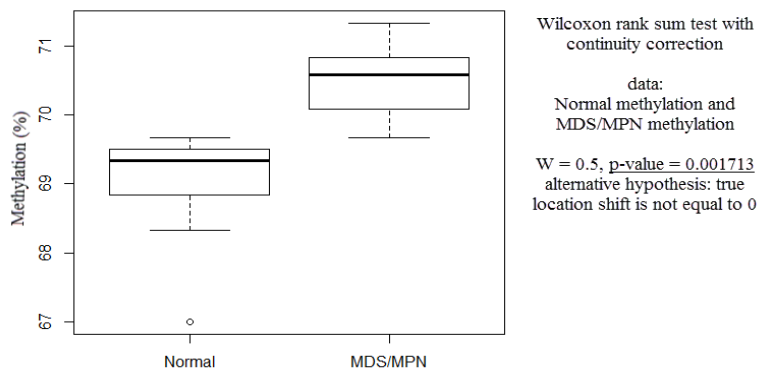 Methylation (%)
71
70
69
68
67
Normal
MDS/MPN
Wilcoxon rank sum test with
continuity correction
data:
Normal methylation and
MDS/MPN methylation
W = 0.5, p-value = 0.001713
alternative hypothesis: true
location shift is not equal to 0